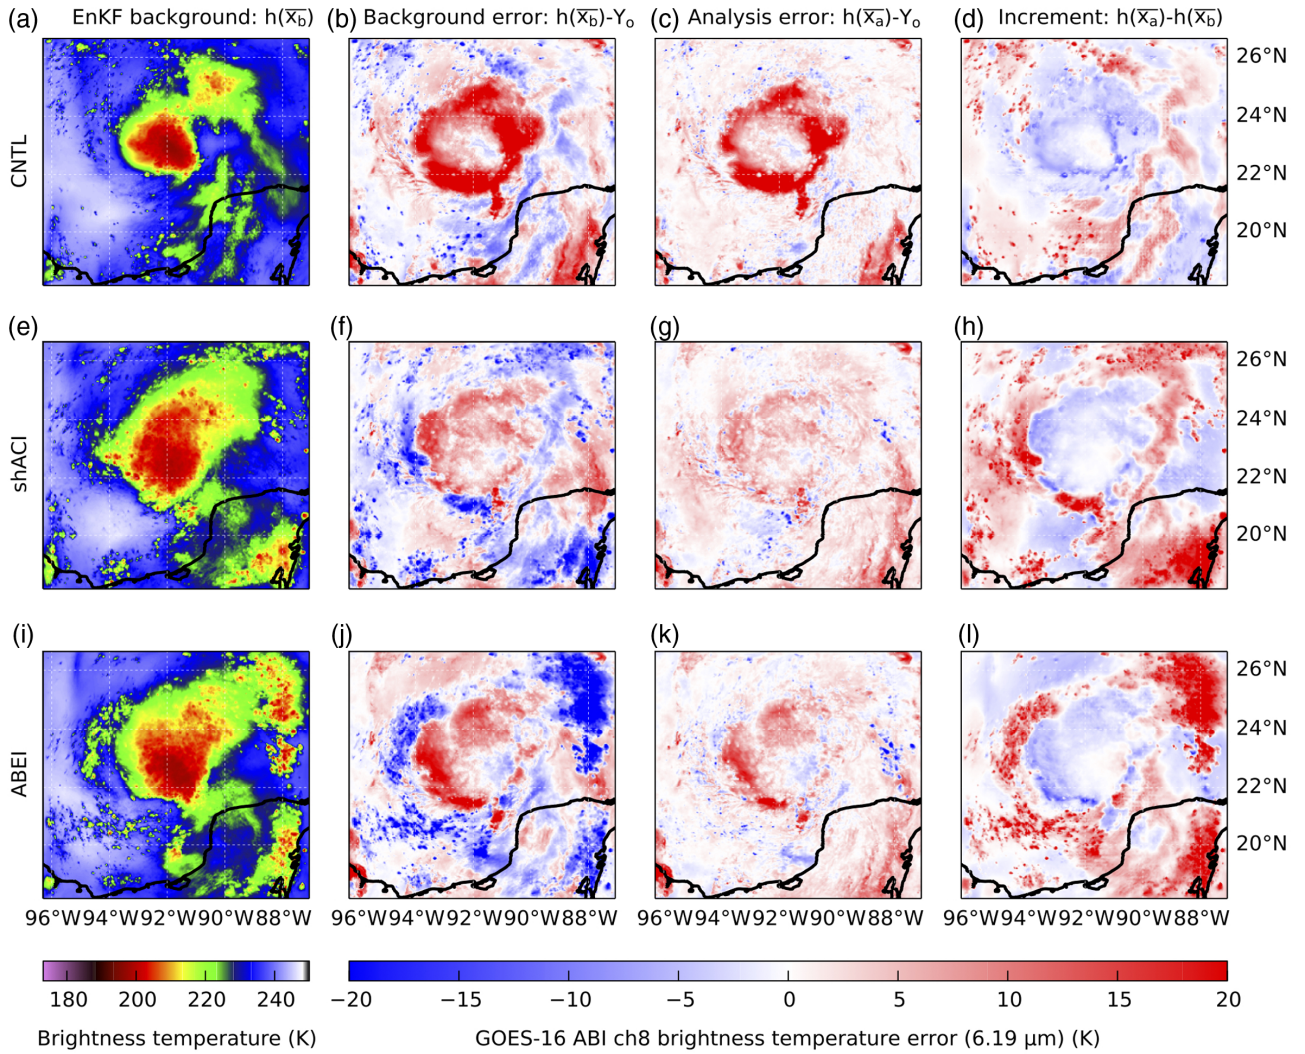 (a) EnKF background: h(x̅b) (b) Background error: h(x̅b)-Yo (c) Analysis error: h(x̅a)-Yo (d) Increment: h(x̅a)-h(x̅b)
26°N
24°N
CNTL
22°N
20°N
(e) (f) (g) (h)
26°N
24°N
shACI
22°N
20°N
(i) (j) (k) (l)
26°N
24°N
ABEI
22°N
20°N
96°W94°W92°W90°W88°W 96°W94°W92°W90°W88°W 96°W94°W92°W90°W88°W 96°W94°W92°W90°W88°W
180 200 220 240 −20 −15 −10 −5 0 5 10 15 20
Brightness temperature (K) GOES-16 ABI ch8 brightness temperature error (6.19 μm) (K)